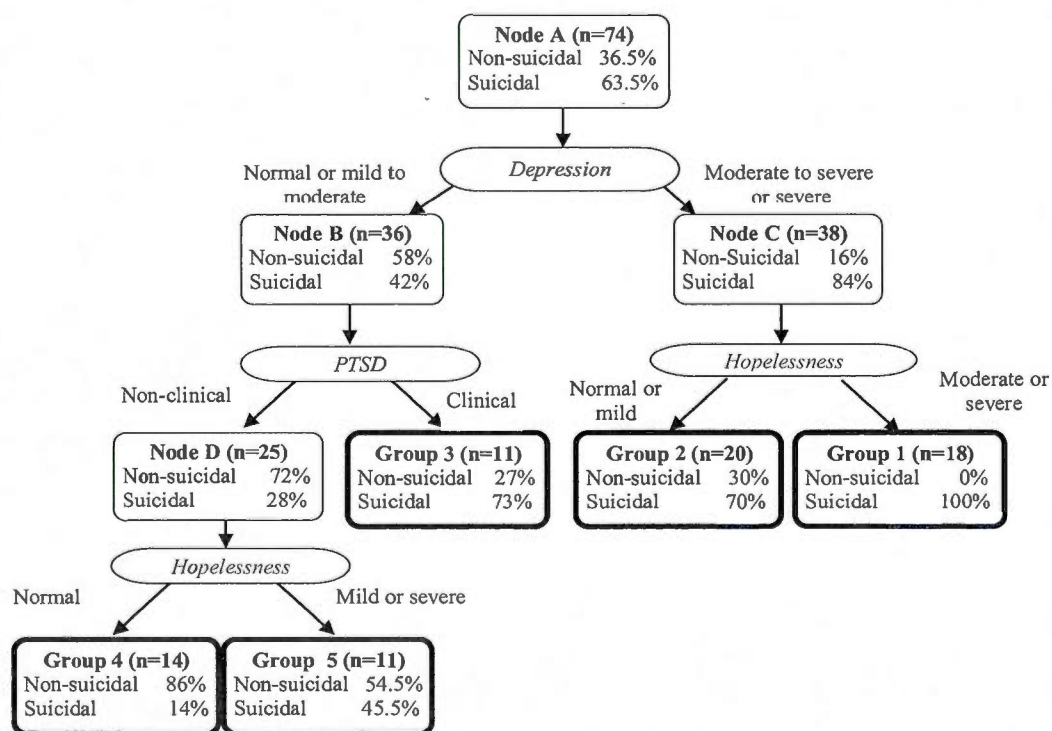 Node A (n=74)
Non-suicidal 36.5%
Suicidal 63.5%
Depression
Normal or mild to
moderate
Moderate to severe
or severe
Node B (n=36)
Non-suicidal 58%
Suicidal 42%
Node C (n=38)
Non-Suicidal 16%
Suicidal 84%
PTSD
Hopelessness
Non-clinical
Clinical
Normal or
mild
Moderate or
severe
Node D (n=25)
Non-suicidal 72%
Suicidal 28%
Group 3 (n=11)
Non-suicidal 27%
Suicidal 73%
Group 2 (n=20)
Non-suicidal 30%
Suicidal 70%
Group 1 (n=18)
Non-suicidal 0%
Suicidal 100%
Hopelessness
Normal
Mild or severe
Group 4 (n=14)
Non-suicidal 86%
Suicidal 14%
Group 5 (n=11)
Non-suicidal 54.5%
Suicidal 45.5%